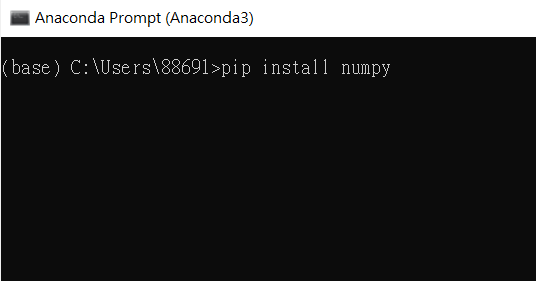 Anaconda Prompt (Anaconda3)
(base) C:\Users\88691>pip install numpy